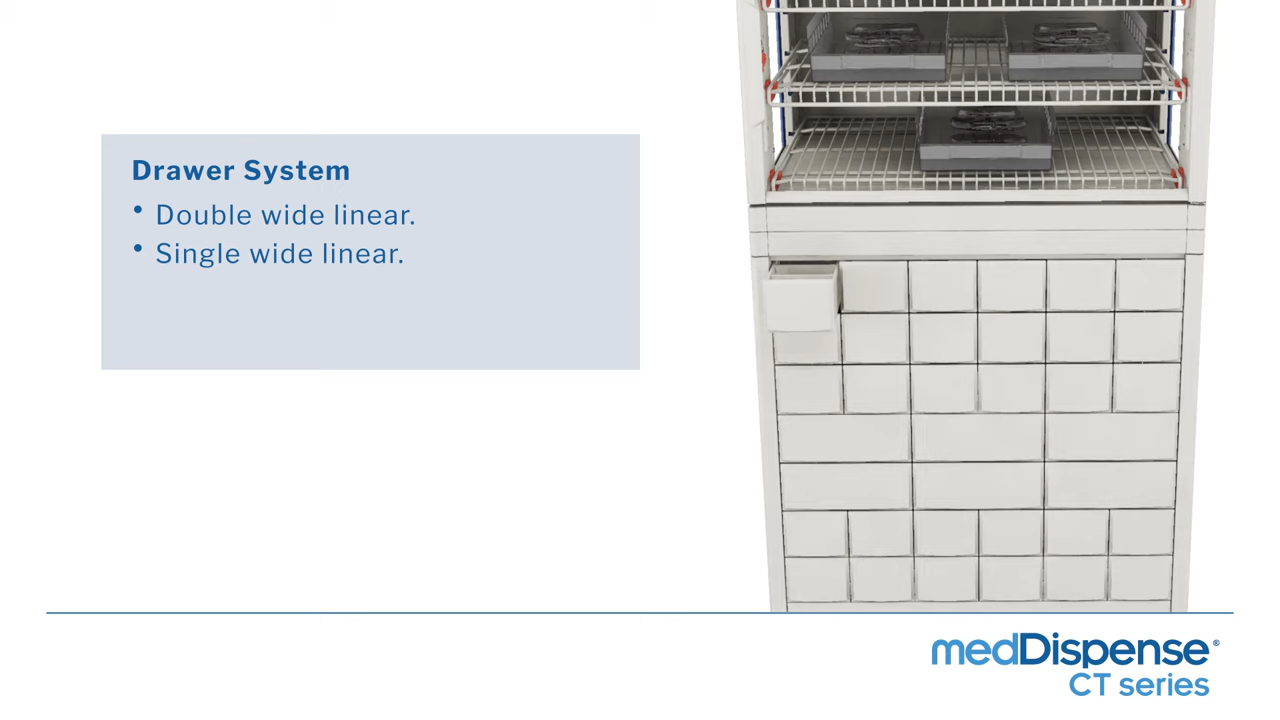 Drawer System
• Double wide linear.
• Single wide linear.
medDispense®
CT series